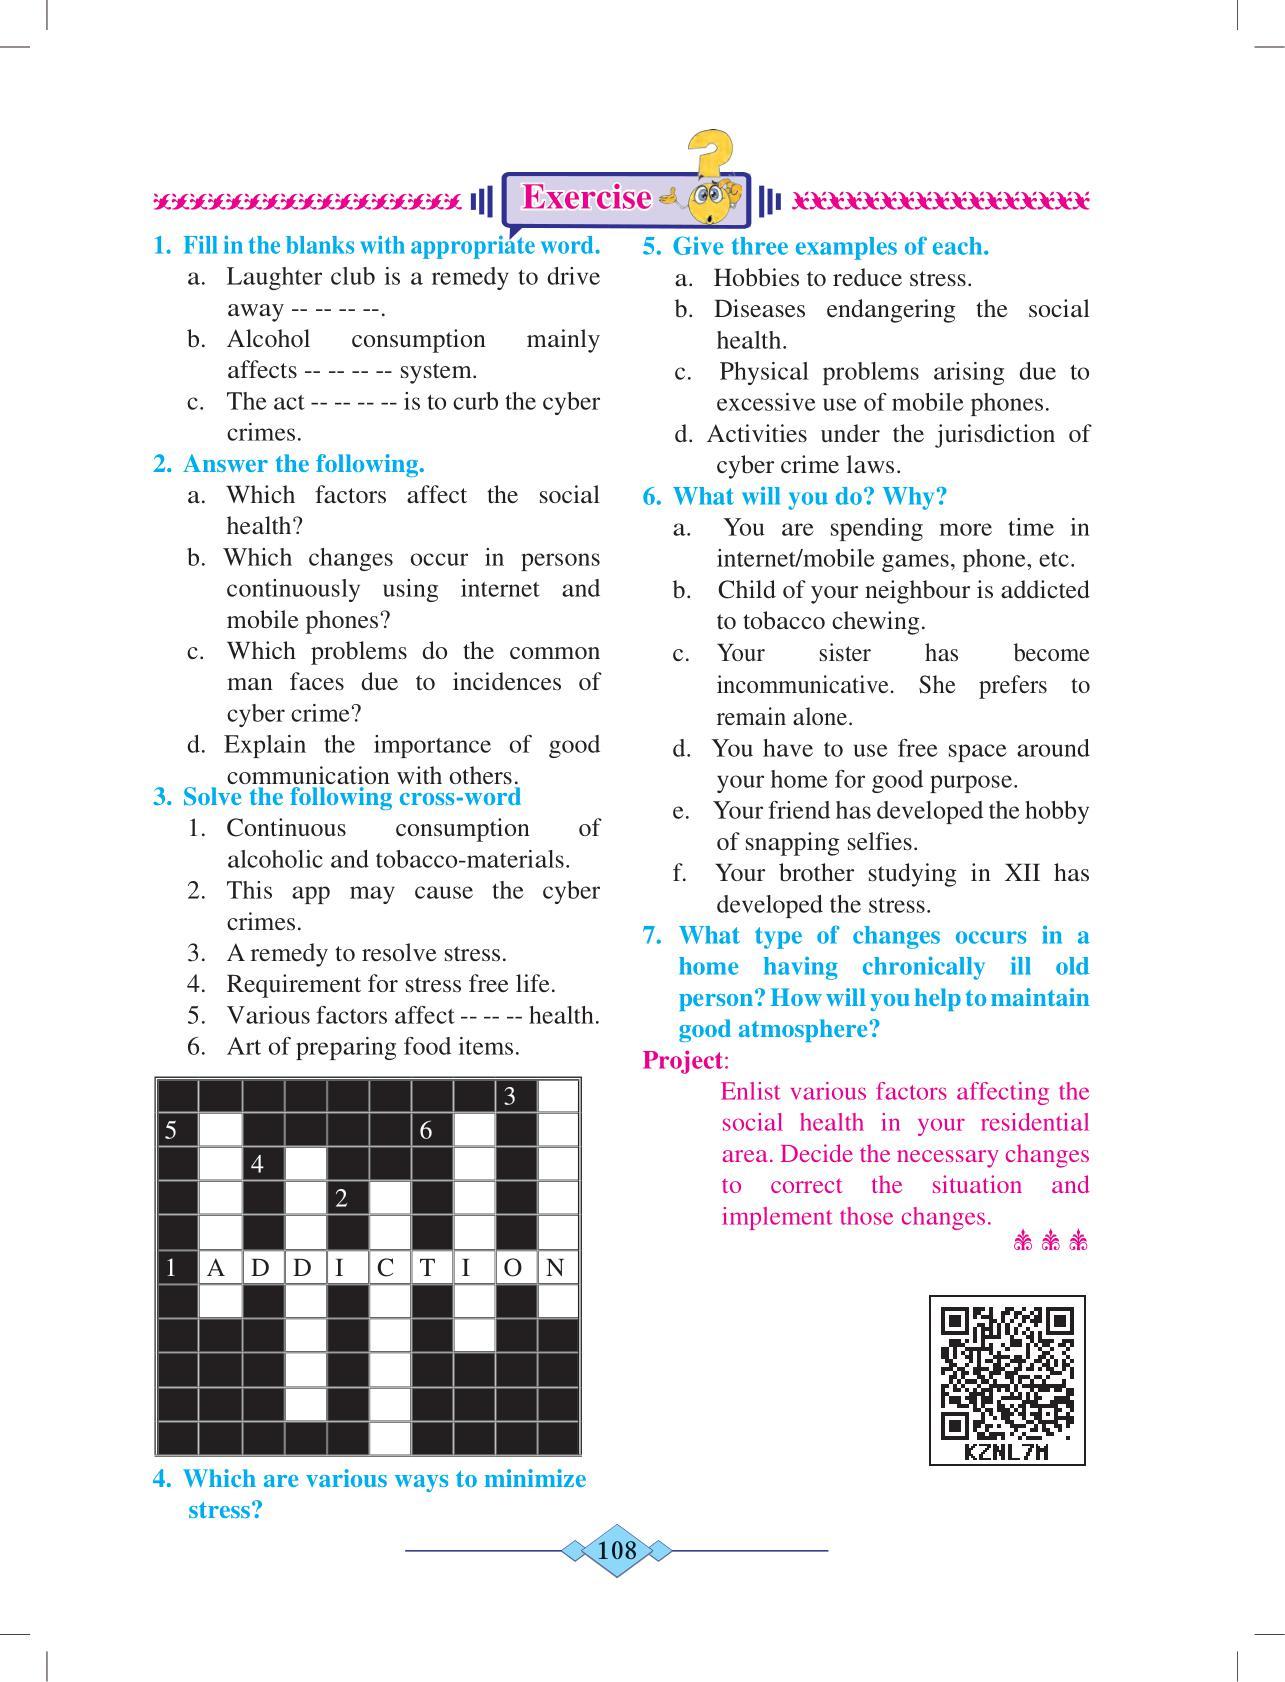 Exercise
1. Fill in the blanks with appropriate word.
a. Laughter club is a remedy to drive
away -- -- -- --.
b. Alcohol consumption mainly
affects -- -- -- -- system.
c. The act -- -- -- -- is to curb the cyber
crimes.
2. Answer the following.
a. Which factors affect the social
health?
b. Which changes occur in persons
continuously using internet and
mobile phones?
c. Which problems do the common
man faces due to incidences of
cyber crime?
d. Explain the importance of good
communication with others.
3. Solve the following cross-word
1. Continuous consumption of
alcoholic and tobacco-materials.
2. This app may cause the cyber
crimes.
3. A remedy to resolve stress.
4. Requirement for stress free life.
5. Various factors affect -- -- -- health.
6. Art of preparing food items.
3
5 6
4
2
1 A D D I C T I O N
4. Which are various ways to minimize
stress?
5. Give three examples of each.
a. Hobbies to reduce stress.
b. Diseases endangering the social
health.
c. Physical problems arising due to
excessive use of mobile phones.
d. Activities under the jurisdiction of
cyber crime laws.
6. What will you do? Why?
a. You are spending more time in
internet/mobile games, phone, etc.
b. Child of your neighbour is addicted
to tobacco chewing.
c. Your sister has become
incommunicative. She prefers to
remain alone.
d. You have to use free space around
your home for good purpose.
e. Your friend has developed the hobby
of snapping selfies.
f. Your brother studying in XII has
developed the stress.
7. What type of changes occurs in a
home having chronically ill old
person? How will you help to maintain
good atmosphere?
Project:
Enlist various factors affecting the
social health in your residential
area. Decide the necessary changes
to correct the situation and
implement those changes.
KZNL7M
108